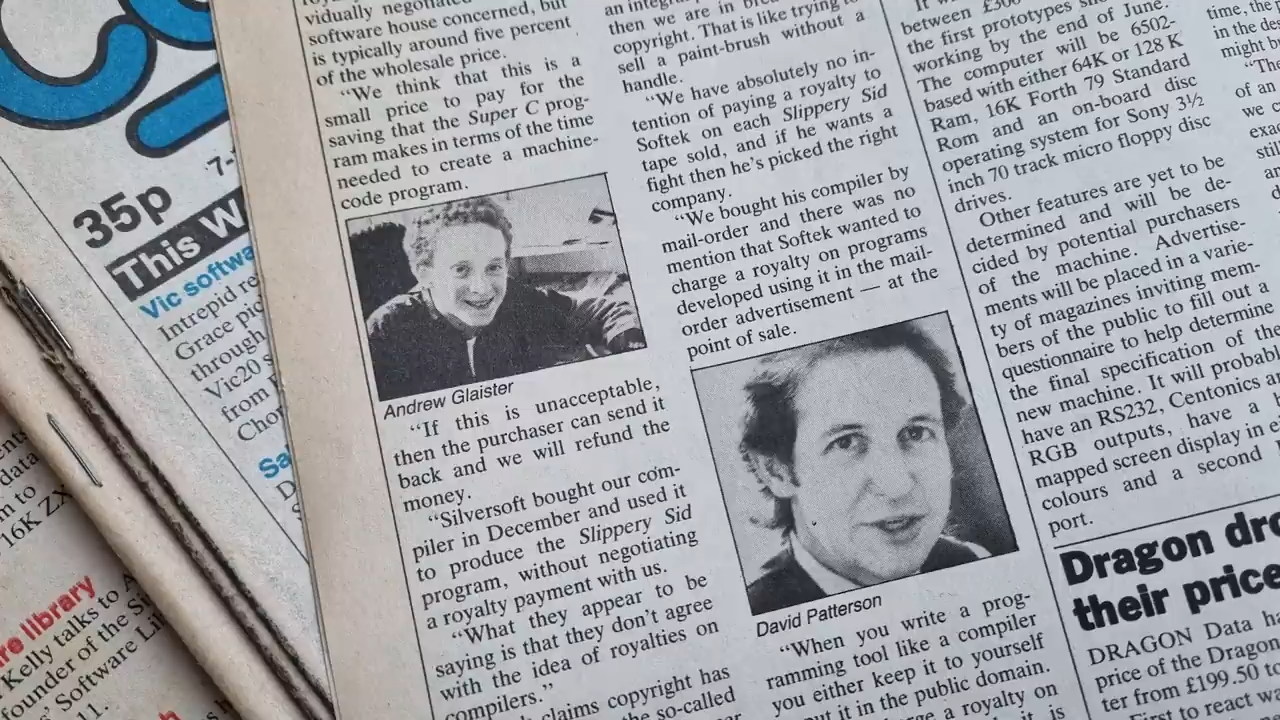 35p
7-
This W
Vic softwa
Intrepid re
Grace pic
through
Vic20 s
from
Chor
Sa
data
m to
16K ZX
re library
Kelly talks to A
founder of the S
Software Li
11.
vidually negotiated
software house concerned, but
is typically around five percent
of the wholesale price.
“We think that this is a
small price to pay for the
saving that the Super C prog-
ram makes in terms of the time
needed to create a machine-
code program.
Andrew Glaister
“If this is unacceptable,
then the purchaser can send it
back and we will refund the
money.
“Silversoft bought our com-
piler in December and used it
to produce the Slippery Sid
program, without negotiating
a royalty payment with us.
“What they appear to be
saying is that they don't agree
with the idea of royalties on
compilers.”
claims copyright has
the so-called
an integral
then we are in
copyright. That is like trying to
sell a paint-brush without a
handle.
“We have absolutely no in-
tention of paying a royalty to
Softek on each Slippery Sid
tape sold, and if he wants a
fight then he's picked the right
company.
“We bought his compiler by
mail-order and there was no
mention that Softek wanted to
charge a royalty on programs
developed using it in the mail-
order advertisement — at the
point of sale.
David Patterson
“When you write a prog-
ramming tool like a compiler
you either keep it to yourself
put it in the public domain.
a royalty on
it is
between £300
the first prototypes
working by the end of June.
The computer will be 6502-
based with either 64K or 128 K
Ram, 16K Forth 79 Standard
Rom and an on-board disc
operating system for Sony 3½
inch 70 track micro floppy disc
drives.
Other features are yet to be
determined and will be de-
cided by potential purchasers
of the machine. Advertise-
ments will be placed in a varie-
ty of magazines inviting mem-
bers of the public to fill out a
questionnaire to help determine
the final specification of the
new machine. It will probabl
have an RS232, Centonics a
RGB outputs, have a
mapped screen display in e
colours and a second
port.
Dragon dr
their price
DRAGON Data ha
price of the Dragon
ter from £199.50 to
First to react wa
time, the p
in the de
might b
“The
of an
we c
exa
still
an